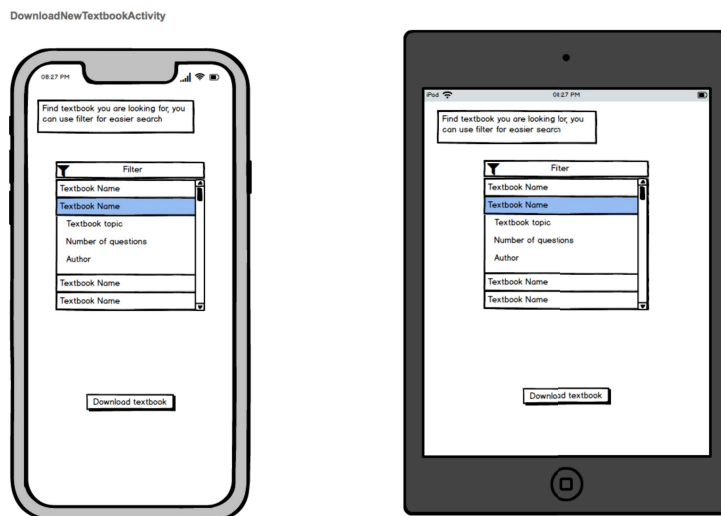 DownloadNewTextbookActivity
08:27 PM
Find textbook you are looking for, you
can use filter for easier search
Filter
Textbook Name
Textbook Name
Textbook topic
Number of questions
Author
Textbook Name
Textbook Name
Download textbook
iPod
08:27 PM
Find textbook you are looking for, you
can use filter for easier search
Filter
Textbook Name
Textbook Name
Textbook topic
Number of questions
Author
Textbook Name
Textbook Name
Download textbook